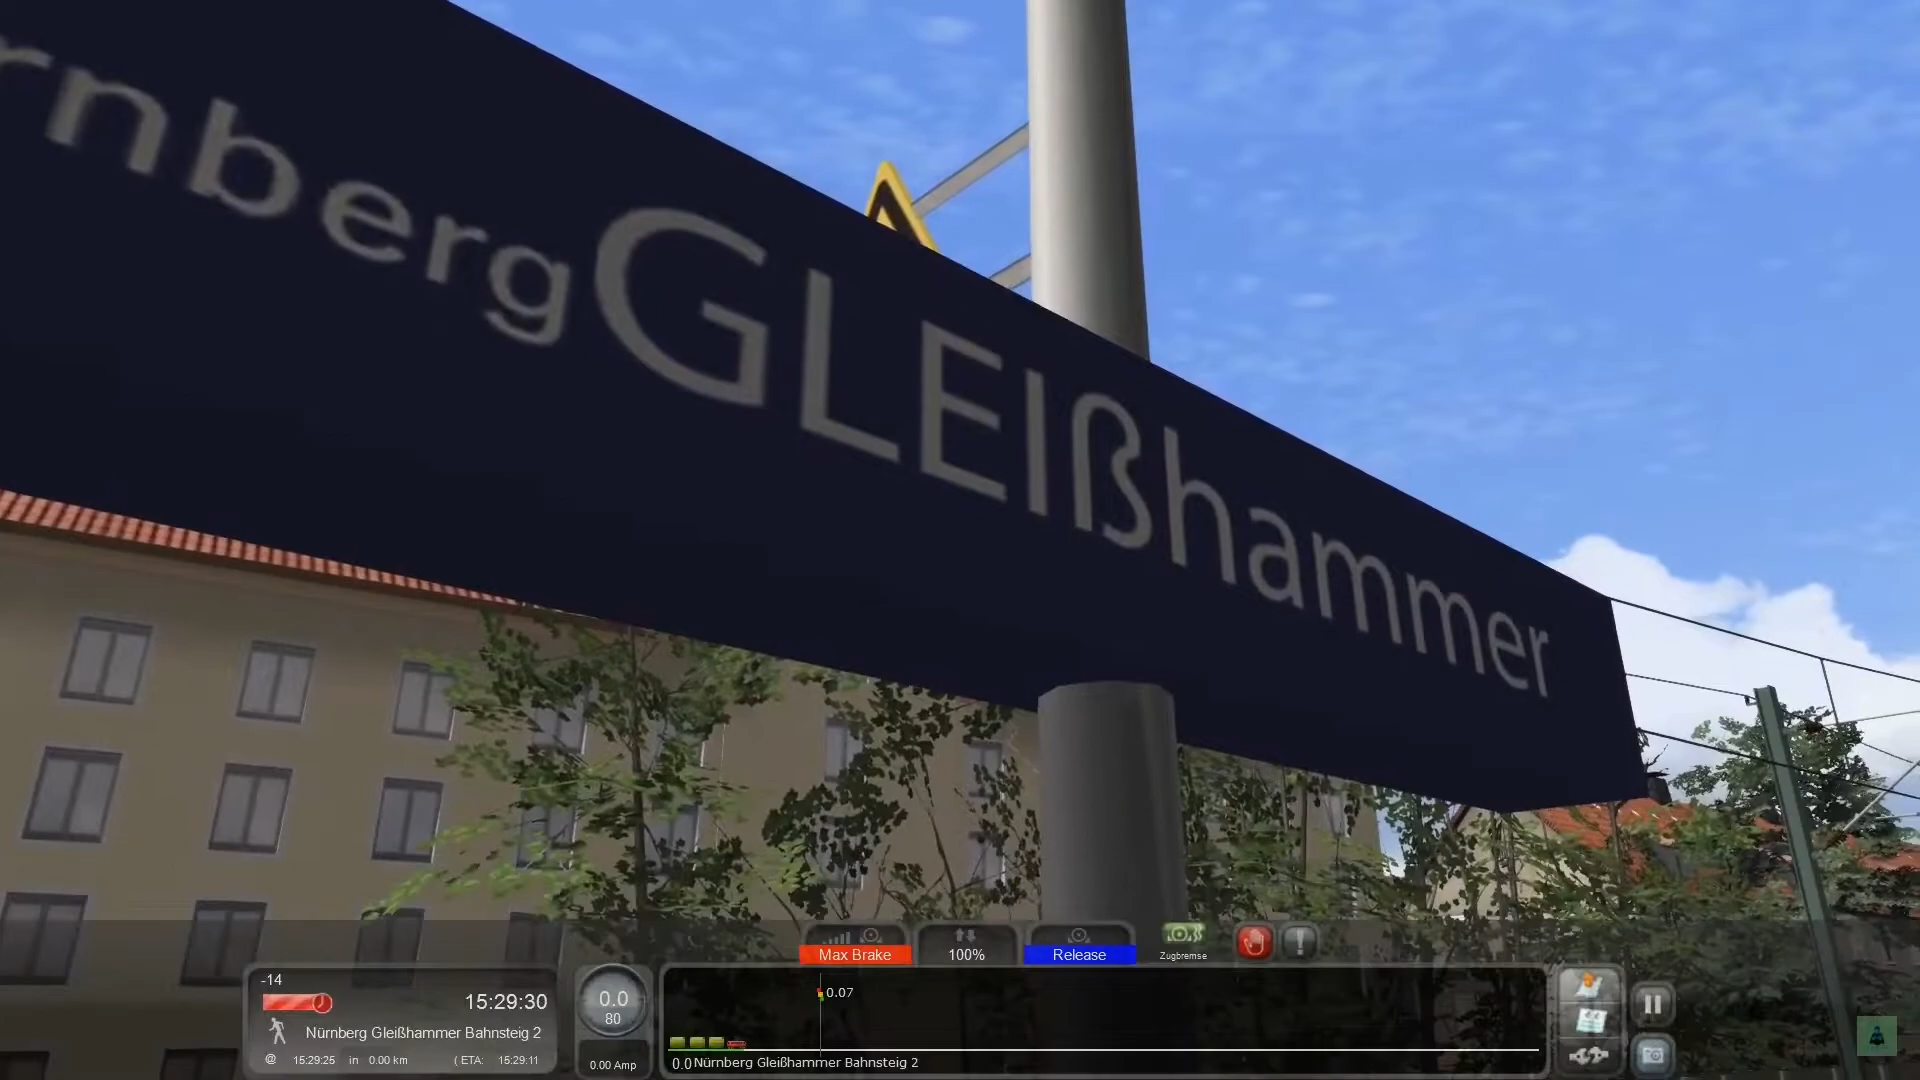 rnberg GLEIßhammer
Max Brake
100%
Release
Zugbremse
-14
15:29:30
Nürnberg Gleißhammer Bahnsteig 2
@ 15:29:25 in 0.00 km ( ETA: 15:29:11
0.0
80
0.00 Amp
0.07
0.0 Nürnberg Gleißhammer Bahnsteig 2